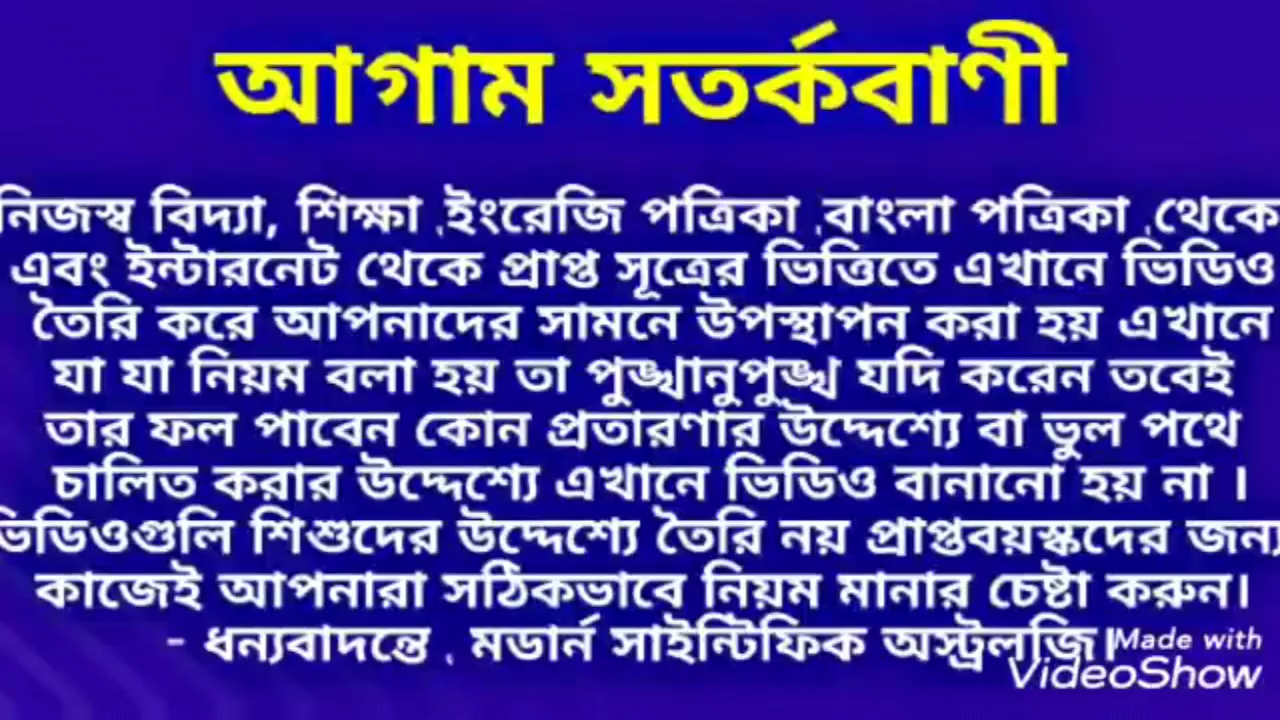 আগাম সতর্কবাণী
নিজস্ব বিদ্যা, শিক্ষা ,ইংরেজি পত্রিকা ,বাংলা পত্রিকা ,থেকে
এবং ইন্টারনেট থেকে প্রাপ্ত সূত্রের ভিত্তিতে এখানে ভিডিও
তৈরি করে আপনাদের সামনে উপস্থাপন করা হয় এখানে
যা যা নিয়ম বলা হয় তা পুঙ্খানুপুঙ্খ যদি করেন তবেই
তার ফল পাবেন কোন প্রতারণার উদ্দেশ্যে বা ভুল পথে
চালিত করার উদ্দেশ্যে এখানে ভিডিও বানানো হয় না ।
ভিডিওগুলি শিশুদের উদ্দেশ্যে তৈরি নয় প্রাপ্তবয়স্কদের জন্য
কাজেই আপনারা সঠিকভাবে নিয়ম মানার চেষ্টা করুন।
- ধন্যবাদন্তে , মডার্ন সাইন্টিফিক অস্ট্রলজি।
Made with
VideoShow